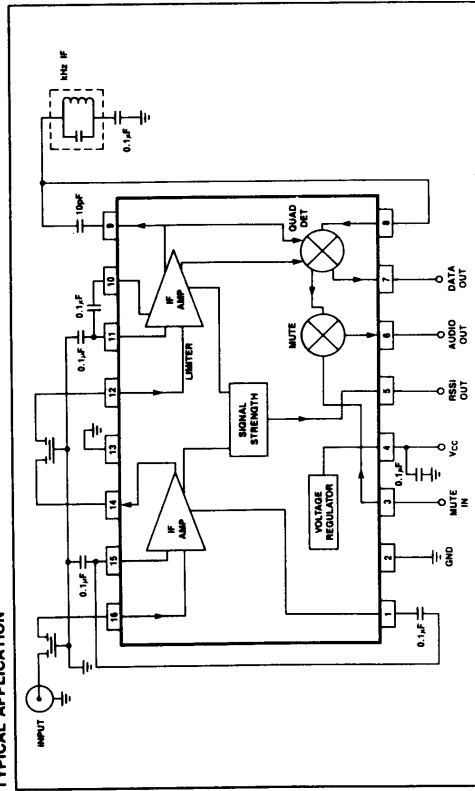 TYPICAL APPLICATION
kHz IF
0.1µF
10pF
0.1µF
0.1µF
0.1µF
INPUT
16
15
14
13
12
11
10
9
IF
AMP
IF
AMP
LIMITER
QUAD
DET
MUTE
SIGNAL
STRENGTH
VOLTAGE
REGULATOR
1
2
3
4
5
6
7
8
0.1µF
0.1µF
GND
MUTE
IN
VCC
RSSI
OUT
AUDIO
OUT
DATA
OUT